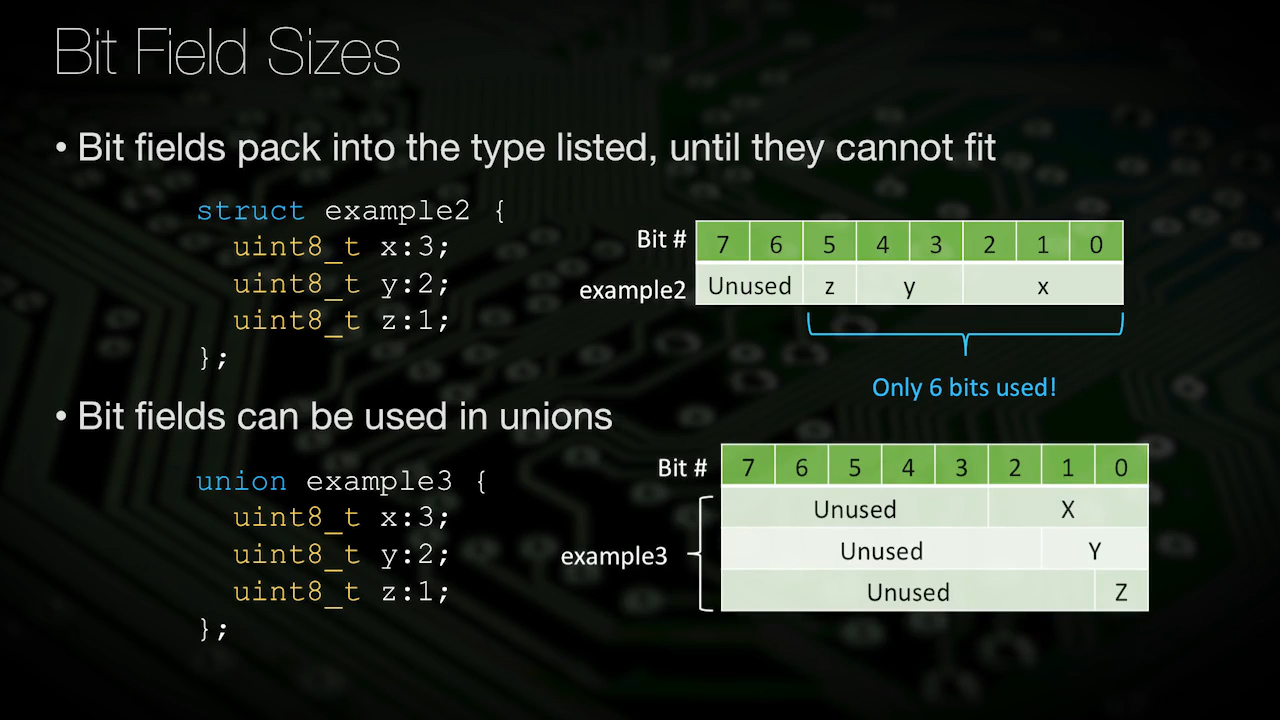 Bit Field Sizes
• Bit fields pack into the type listed, until they cannot fit
struct example2 {
uint8_t x:3;
uint8_t y:2;
uint8_t z:1;
};
Bit # 7 6 5 4 3 2 1 0
example2 Unused z y x
Only 6 bits used!
• Bit fields can be used in unions
union example3 {
uint8_t x:3;
uint8_t y:2;
uint8_t z:1;
};
Bit # 7 6 5 4 3 2 1 0
Unused X
example3 Unused Y
Unused Z